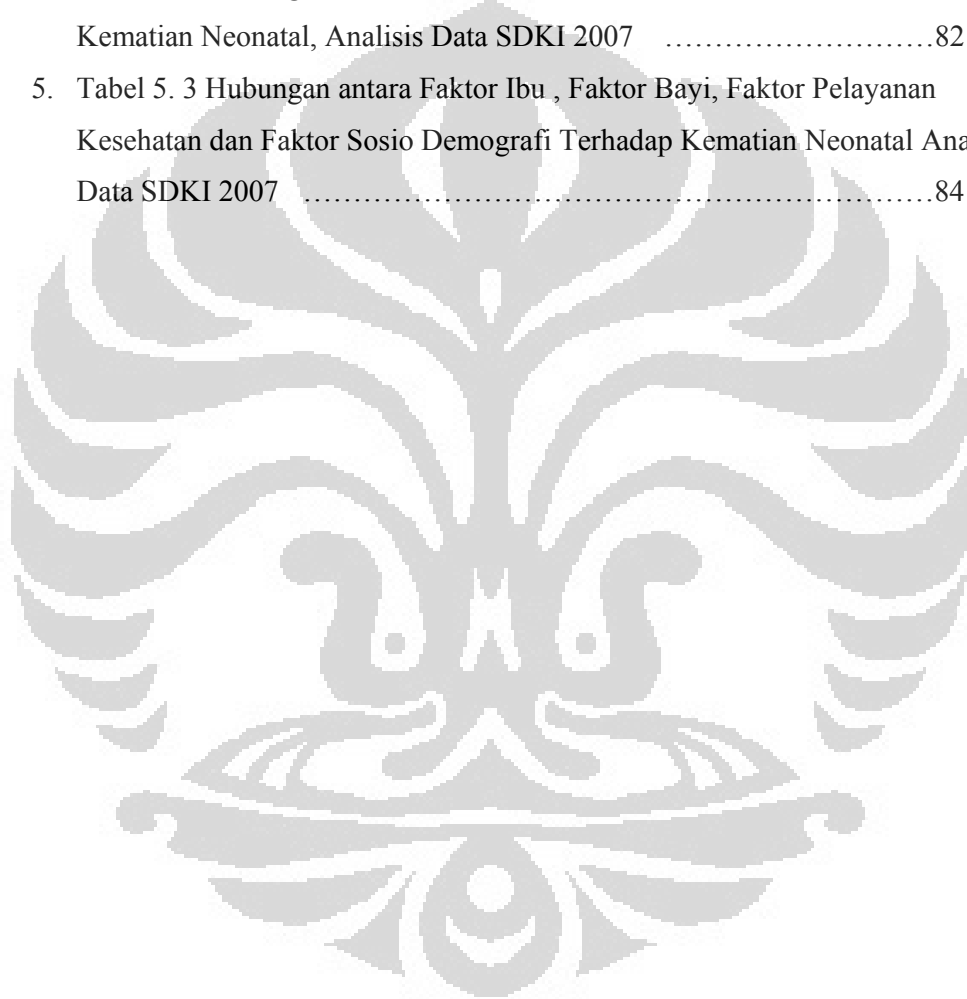 Kematian Neonatal, Analisis Data SDKI 2007 ………………………82
5. Tabel 5. 3 Hubungan antara Faktor Ibu , Faktor Bayi, Faktor Pelayanan
Kesehatan dan Faktor Sosio Demografi Terhadap Kematian Neonatal Ana
Data SDKI 2007 ………………………………………………………84